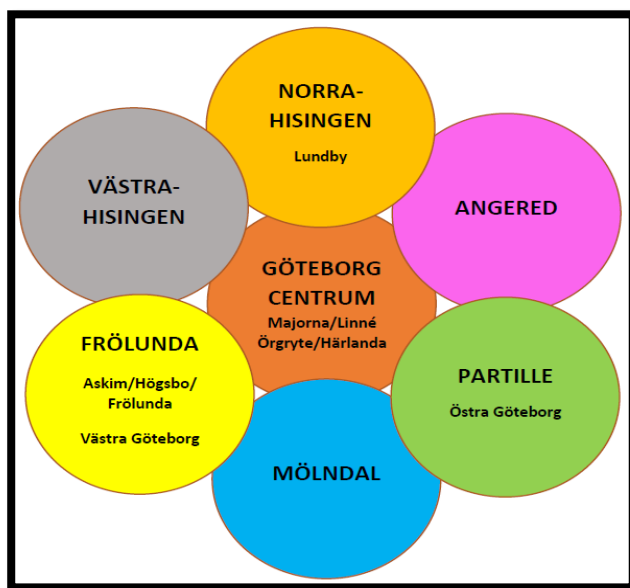 NORRA-
HISINGEN
Lundby
VÄSTRA-
HISINGEN
ANGERED
GÖTEBORG
CENTRUM
Majorna/Linné
Örgryte/Härlanda
FRÖLUNDA
Askim/Högsbo/
Frölunda
Västra Göteborg
PARTILLE
Östra Göteborg
MÖLNDAL